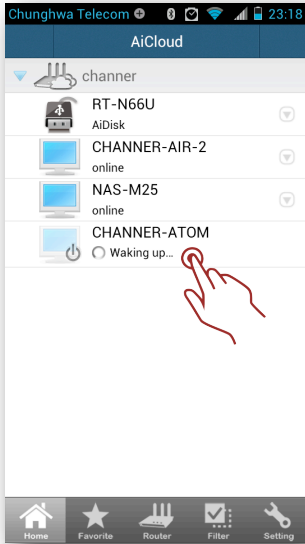 Chunghwa Telecom 23:18
AiCloud
channer
RT-N66U
AiDisk
CHANNER-AIR-2
online
NAS-M25
online
CHANNER-ATOM
Waking up...
Home Favorite Router Filter Setting